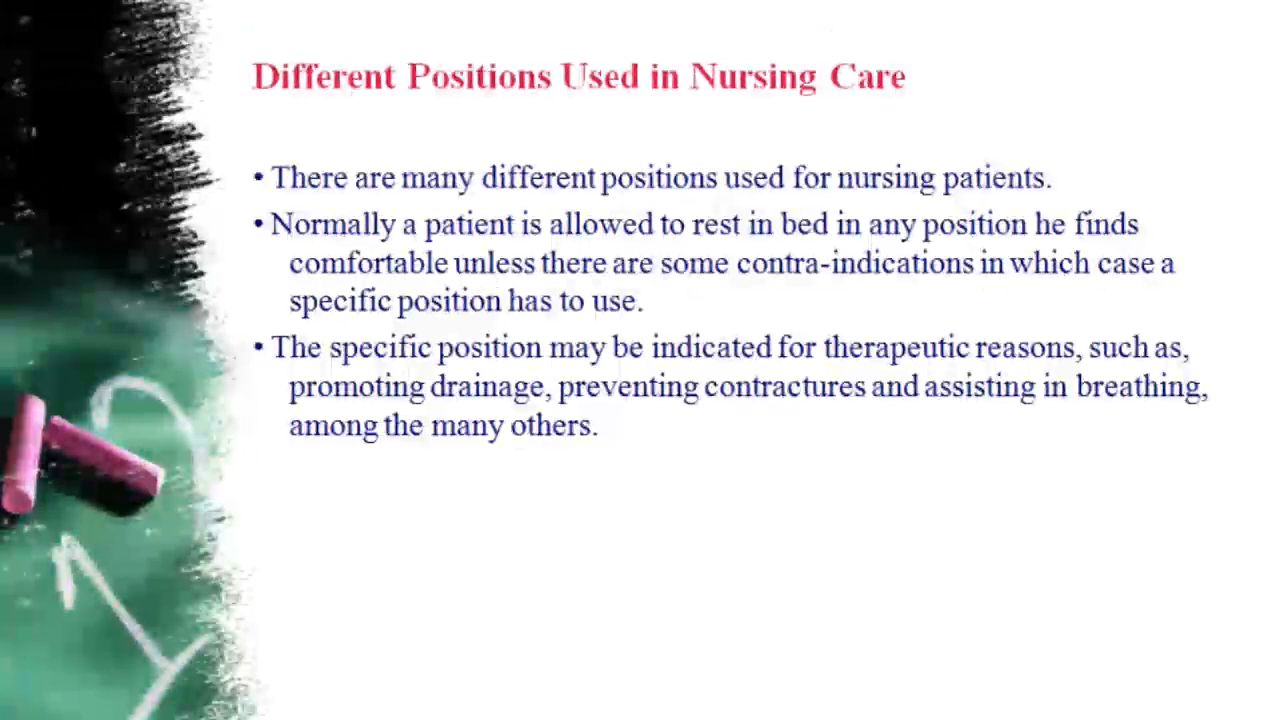 Different Positions Used in Nursing Care
• There are many different positions used for nursing patients.
• Normally a patient is allowed to rest in bed in any position he finds
comfortable unless there are some contra-indications in which case a
specific position has to use.
• The specific position may be indicated for therapeutic reasons, such as,
promoting drainage, preventing contractures and assisting in breathing,
among the many others.